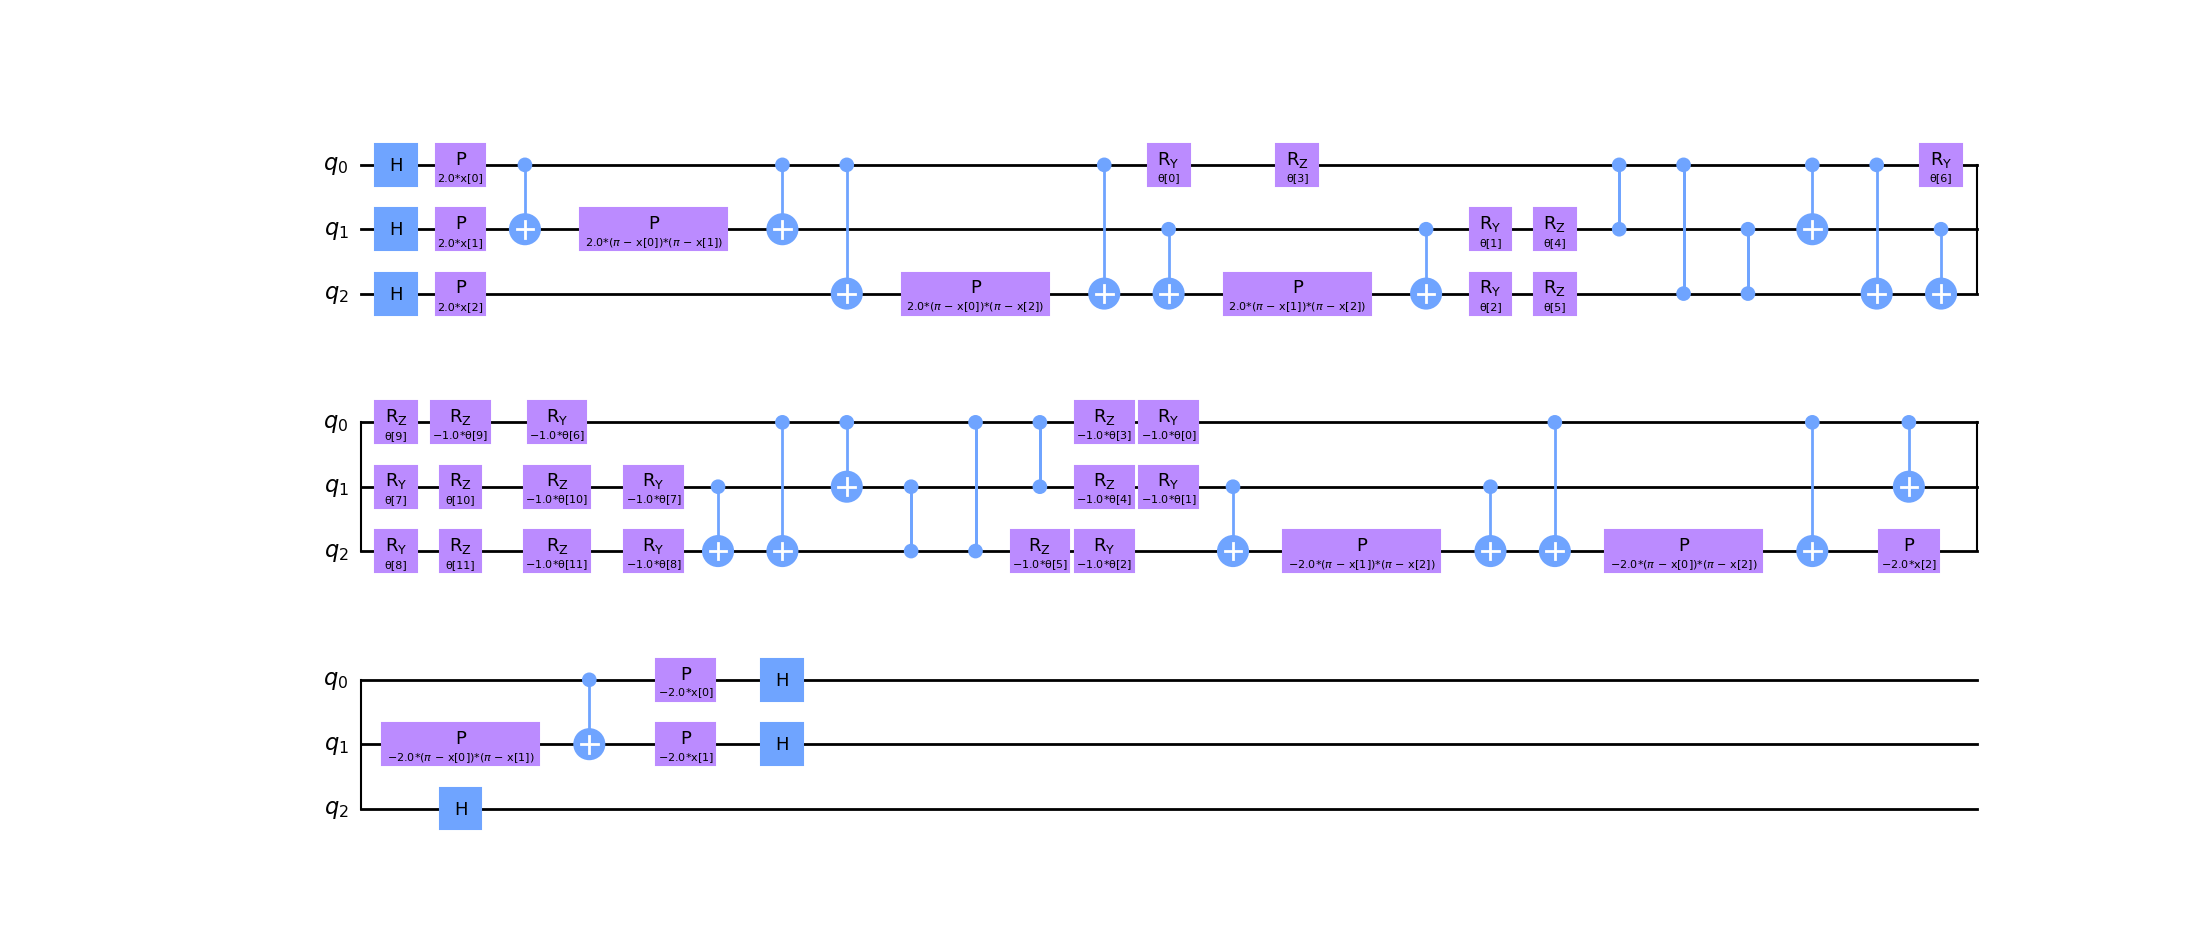 q0 H P 2.0*x[0] RY θ[0] RZ θ[3] RY θ[6]
q1 H P 2.0*x[1] P 2.0*(π − x[0])*(π − x[1]) RY θ[1] RZ θ[4]
q2 H P 2.0*x[2] P 2.0*(π − x[0])*(π − x[2]) P 2.0*(π − x[1])*(π − x[2]) RY θ[2] RZ θ[5]
q0 RZ θ[9] RZ −1.0*θ[9] RY −1.0*θ[6] RZ −1.0*θ[3] RY −1.0*θ[0]
q1 RY θ[7] RZ θ[10] RZ −1.0*θ[10] RY −1.0*θ[7] RZ −1.0*θ[4] RY −1.0*θ[1]
q2 RY θ[8] RZ θ[11] RZ −1.0*θ[11] RY −1.0*θ[8] RZ −1.0*θ[5] RY −1.0*θ[2] P −2.0*(π − x[1])*(π − x[2]) P −2.0*(π − x[0])*(π − x[2]) P −2.0*x[2]
q0 P −2.0*x[0] H
q1 P −2.0*(π − x[0])*(π − x[1]) P −2.0*x[1] H
q2 H